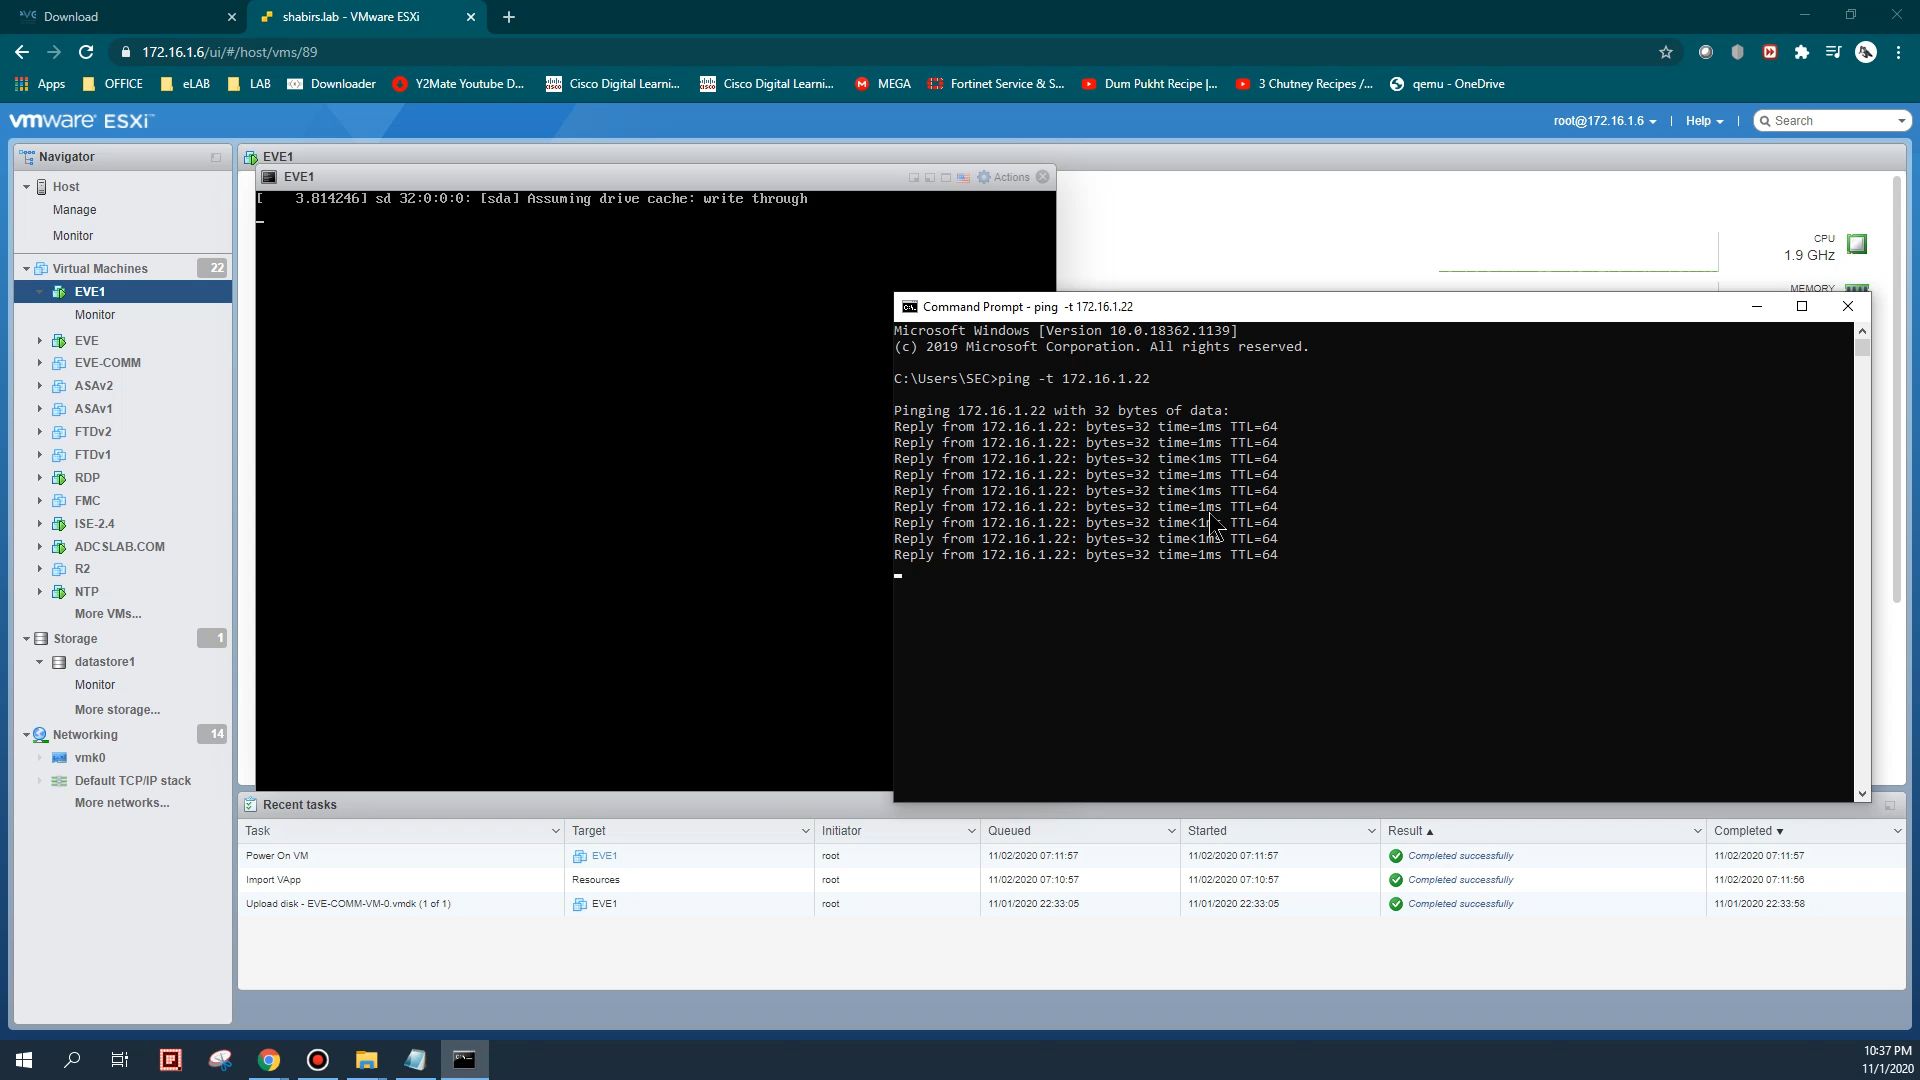 Download
shabirs.lab - VMware ESXi
172.16.1.6/ui/#/host/vms/89
Apps
OFFICE
eLAB
LAB
Downloader
Y2Mate Youtube D...
Cisco Digital Learni...
Cisco Digital Learni...
MEGA
Fortinet Service & S...
Dum Pukht Recipe |...
3 Chutney Recipes /...
qemu - OneDrive
vmware ESXi
root@172.16.1.6
Help
Search
Navigator
Host
Manage
Monitor
Virtual Machines 22
EVE1
Monitor
EVE
EVE-COMM
ASAv2
ASAv1
FTDv2
FTDv1
RDP
FMC
ISE-2.4
ADCSLAB.COM
R2
NTP
More VMs...
Storage 1
datastore1
Monitor
More storage...
Networking 14
vmk0
Default TCP/IP stack
More networks...
EVE1
EVE1
Actions
[    3.814246] sd 32:0:0:0: [sda] Assuming drive cache: write through
CPU
1.9 GHz
MEMORY
Command Prompt - ping -t 172.16.1.22
Microsoft Windows [Version 10.0.18362.1139]
(c) 2019 Microsoft Corporation. All rights reserved.
C:\Users\SEC>ping -t 172.16.1.22
Pinging 172.16.1.22 with 32 bytes of data:
Reply from 172.16.1.22: bytes=32 time=1ms TTL=64
Reply from 172.16.1.22: bytes=32 time=1ms TTL=64
Reply from 172.16.1.22: bytes=32 time<1ms TTL=64
Reply from 172.16.1.22: bytes=32 time=1ms TTL=64
Reply from 172.16.1.22: bytes=32 time<1ms TTL=64
Reply from 172.16.1.22: bytes=32 time=1ms TTL=64
Reply from 172.16.1.22: bytes=32 time<1ms TTL=64
Reply from 172.16.1.22: bytes=32 time<1ms TTL=64
Reply from 172.16.1.22: bytes=32 time=1ms TTL=64
Recent tasks
Task Target Initiator Queued Started Result Completed
Power On VM EVE1 root 11/02/2020 07:11:57 11/02/2020 07:11:57 Completed successfully 11/02/2020 07:11:57
Import VApp Resources root 11/02/2020 07:10:57 11/02/2020 07:10:57 Completed successfully 11/02/2020 07:11:56
Upload disk - EVE-COMM-VM-0.vmdk (1 of 1) EVE1 root 11/01/2020 22:33:05 11/01/2020 22:33:05 Completed successfully 11/01/2020 22:33:58
10:37 PM
11/1/2020